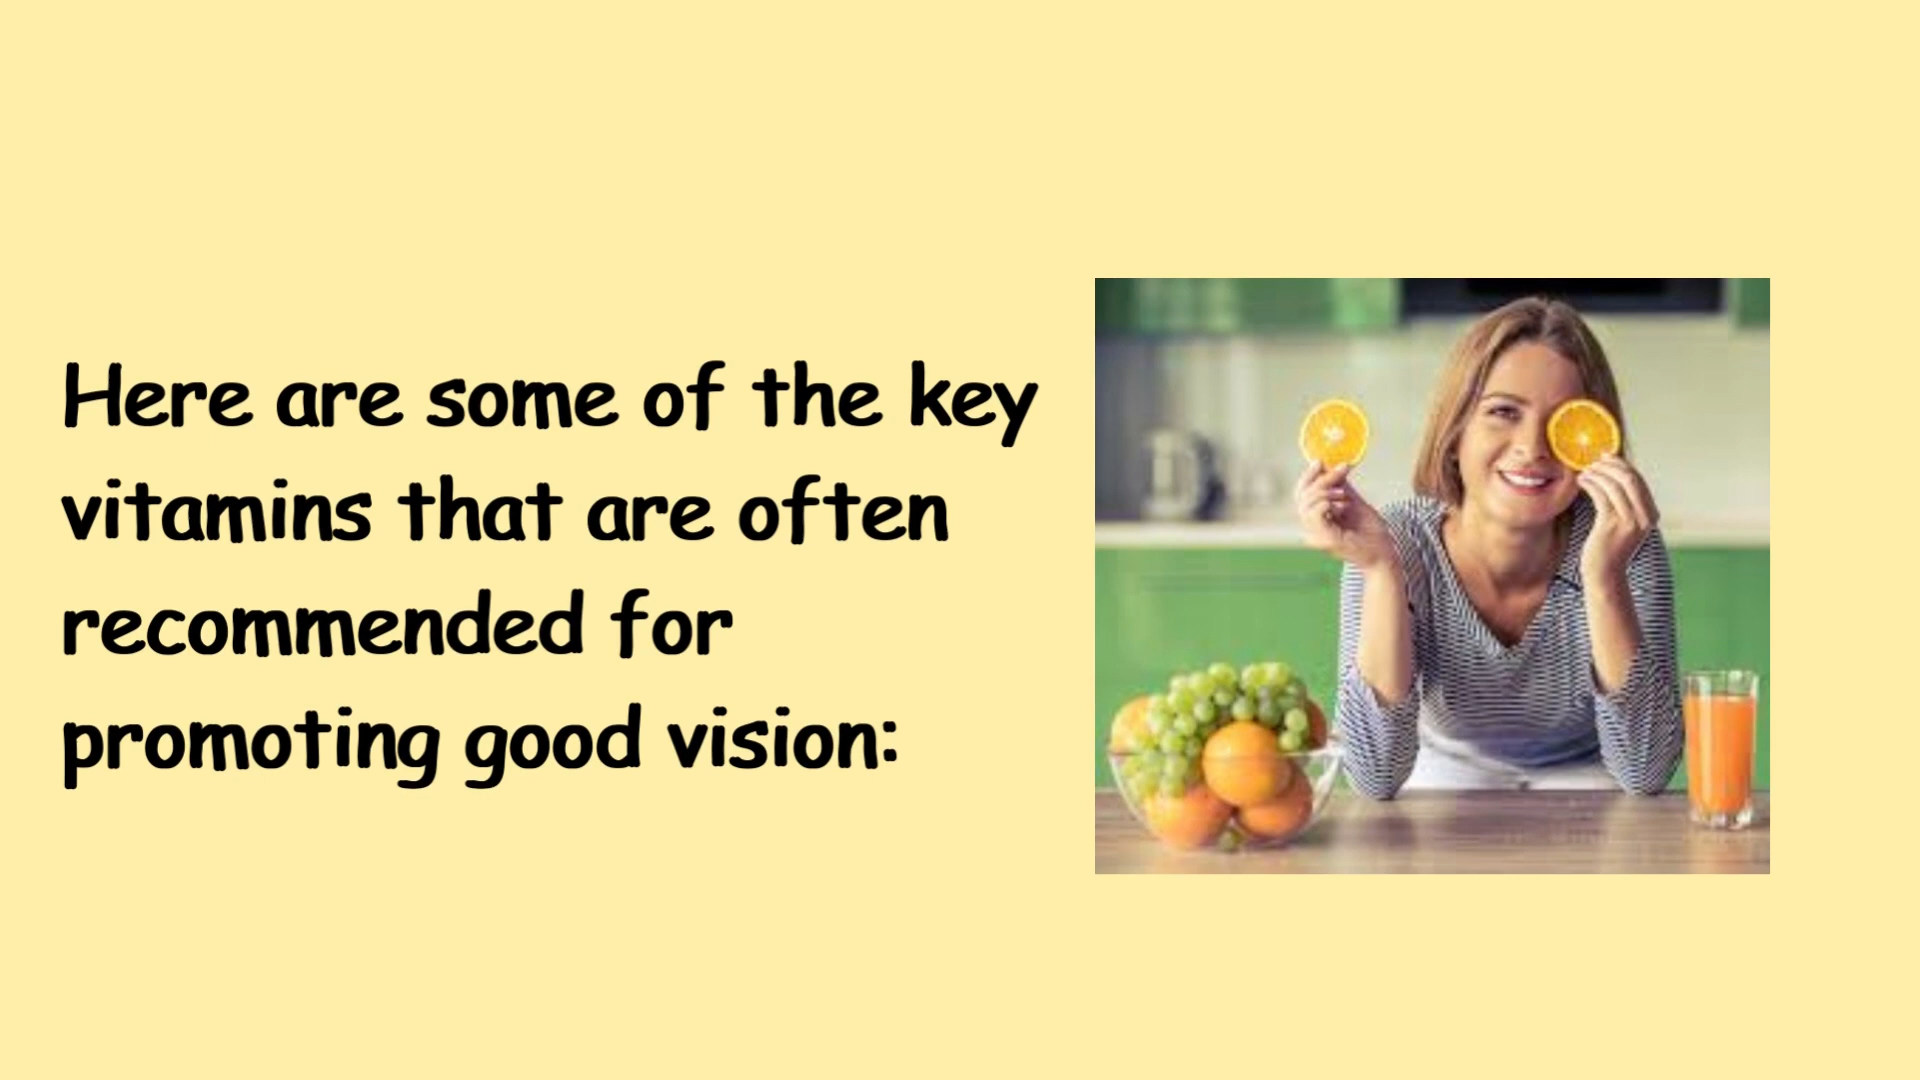 Here are some of the key
vitamins that are often
recommended for
promoting good vision: